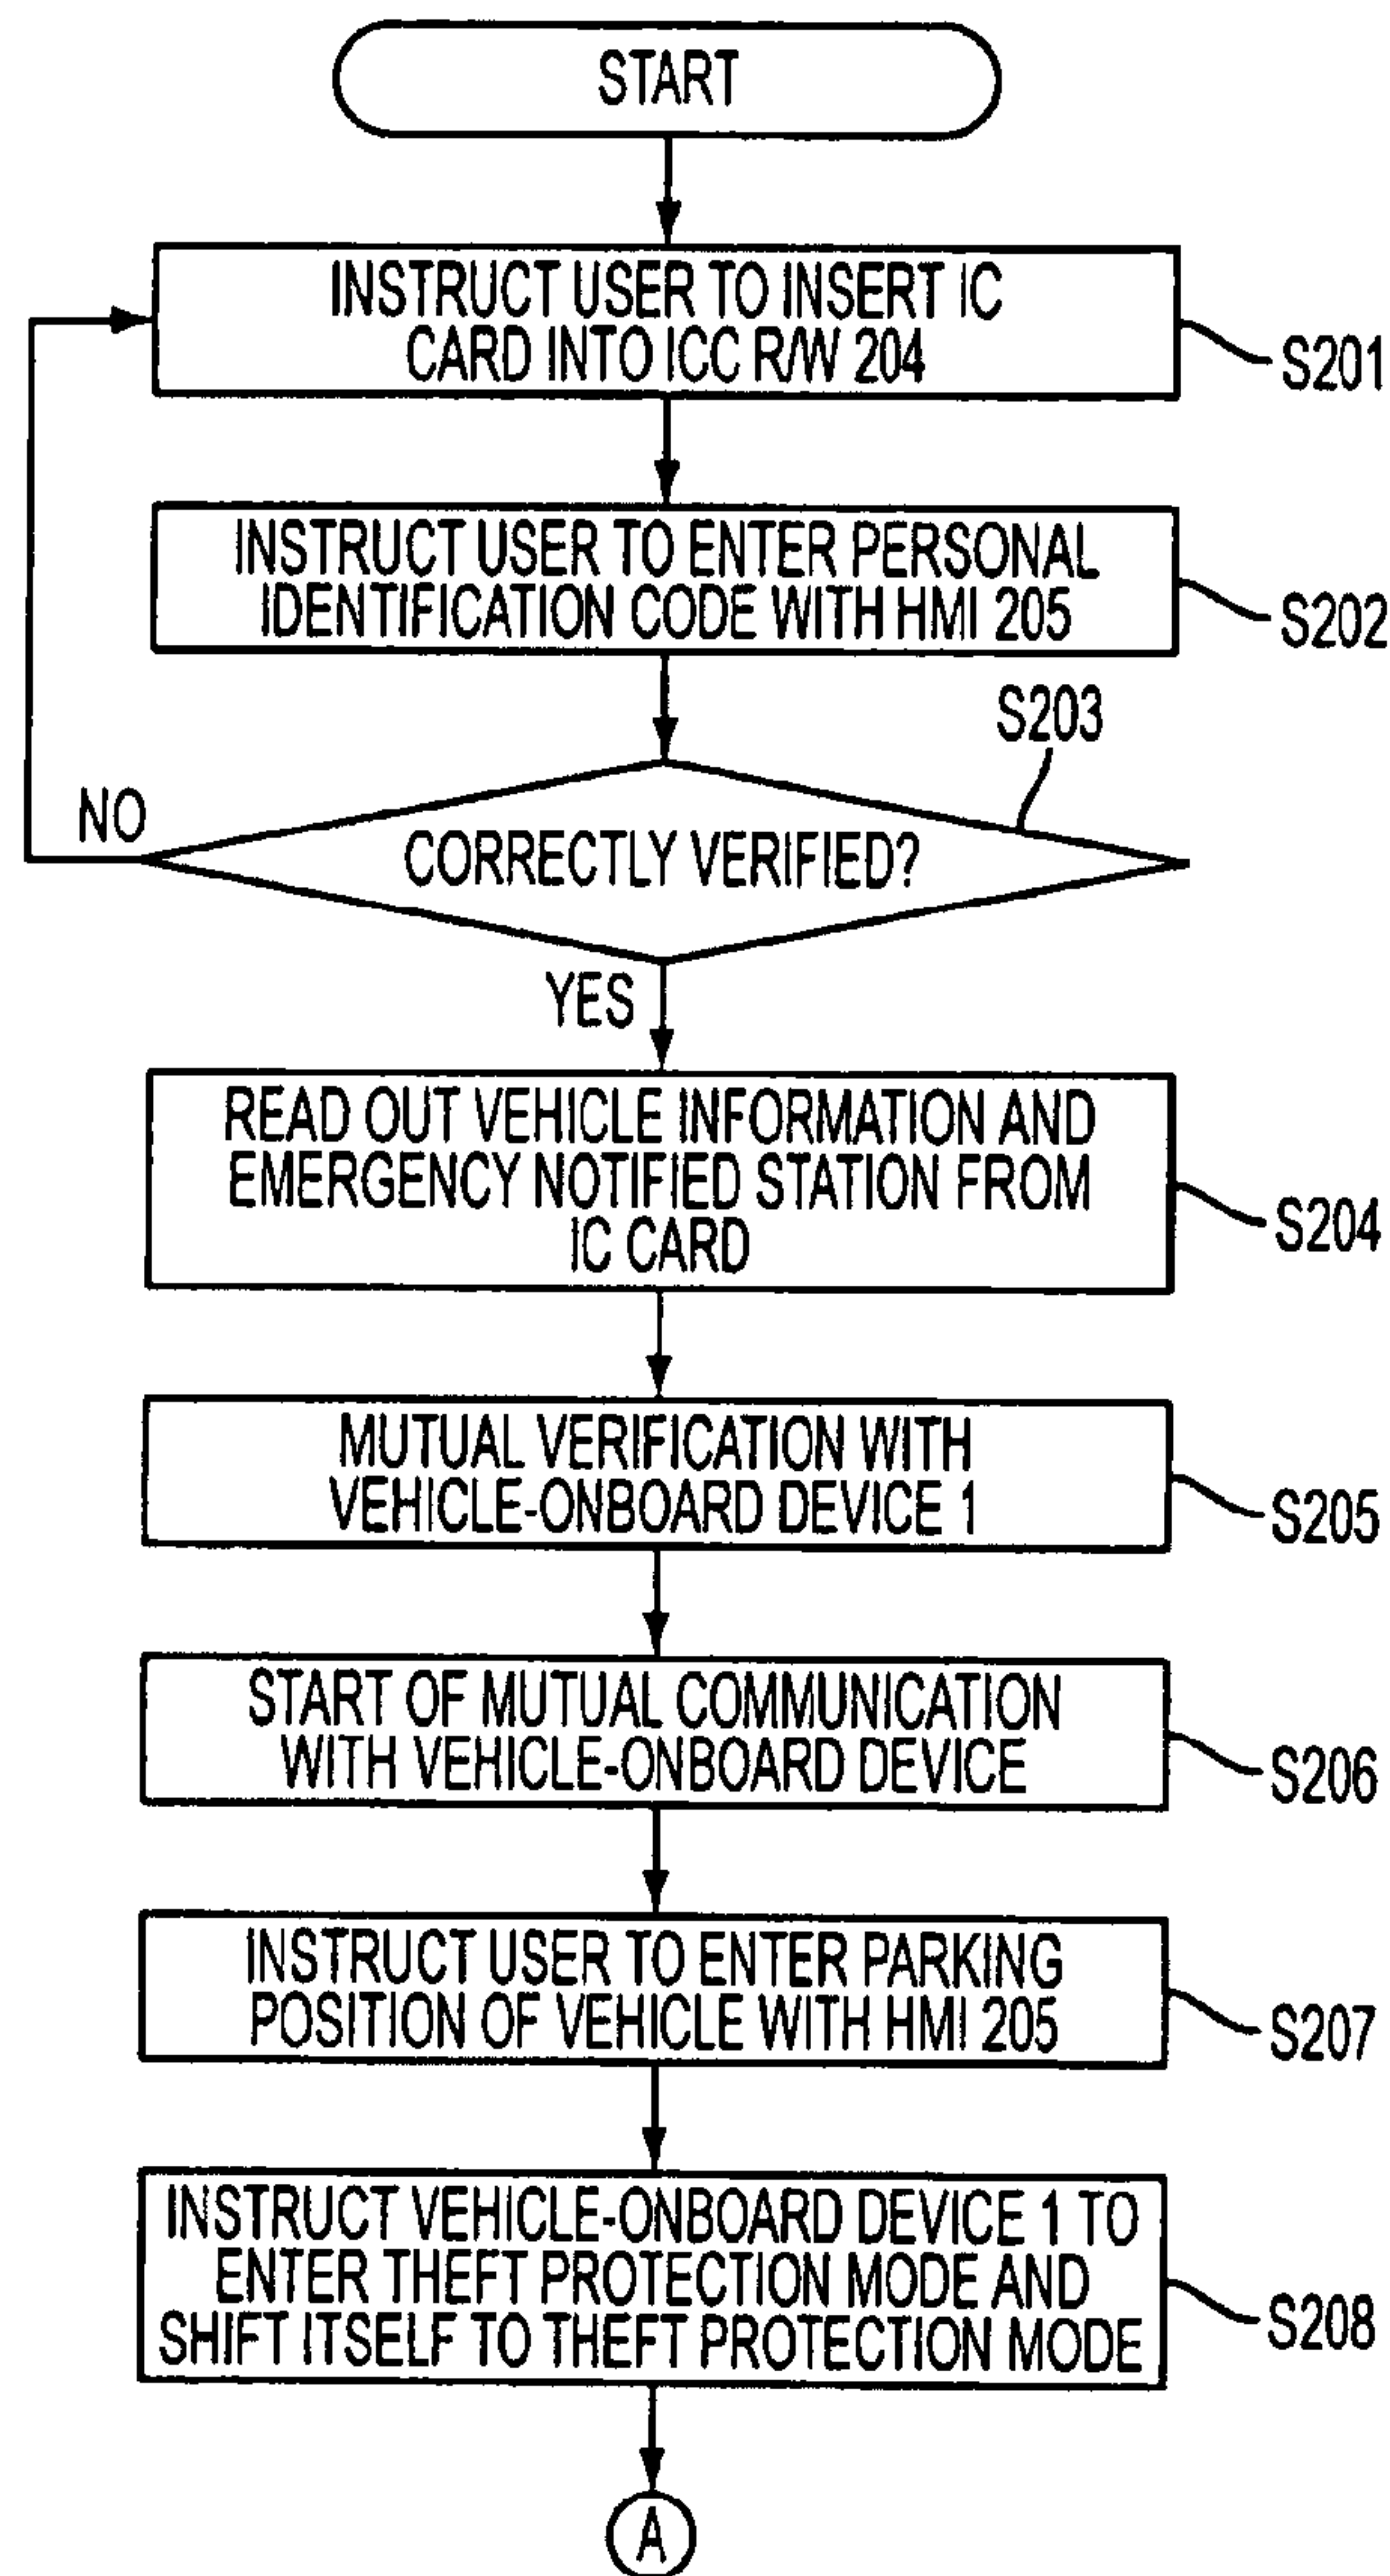 START
INSTRUCT USER TO INSERT IC
CARD INTO ICC R/W 204
S201
INSTRUCT USER TO ENTER PERSONAL
IDENTIFICATION CODE WITH HMI 205
S202
S203
NO
CORRECTLY VERIFIED?
YES
READ OUT VEHICLE INFORMATION AND
EMERGENCY NOTIFIED STATION FROM
IC CARD
S204
MUTUAL VERIFICATION WITH
VEHICLE-ONBOARD DEVICE 1
S205
START OF MUTUAL COMMUNICATION
WITH VEHICLE-ONBOARD DEVICE
S206
INSTRUCT USER TO ENTER PARKING
POSITION OF VEHICLE WITH HMI 205
S207
INSTRUCT VEHICLE-ONBOARD DEVICE 1 TO
ENTER THEFT PROTECTION MODE AND
SHIFT ITSELF TO THEFT PROTECTION MODE
S208
A